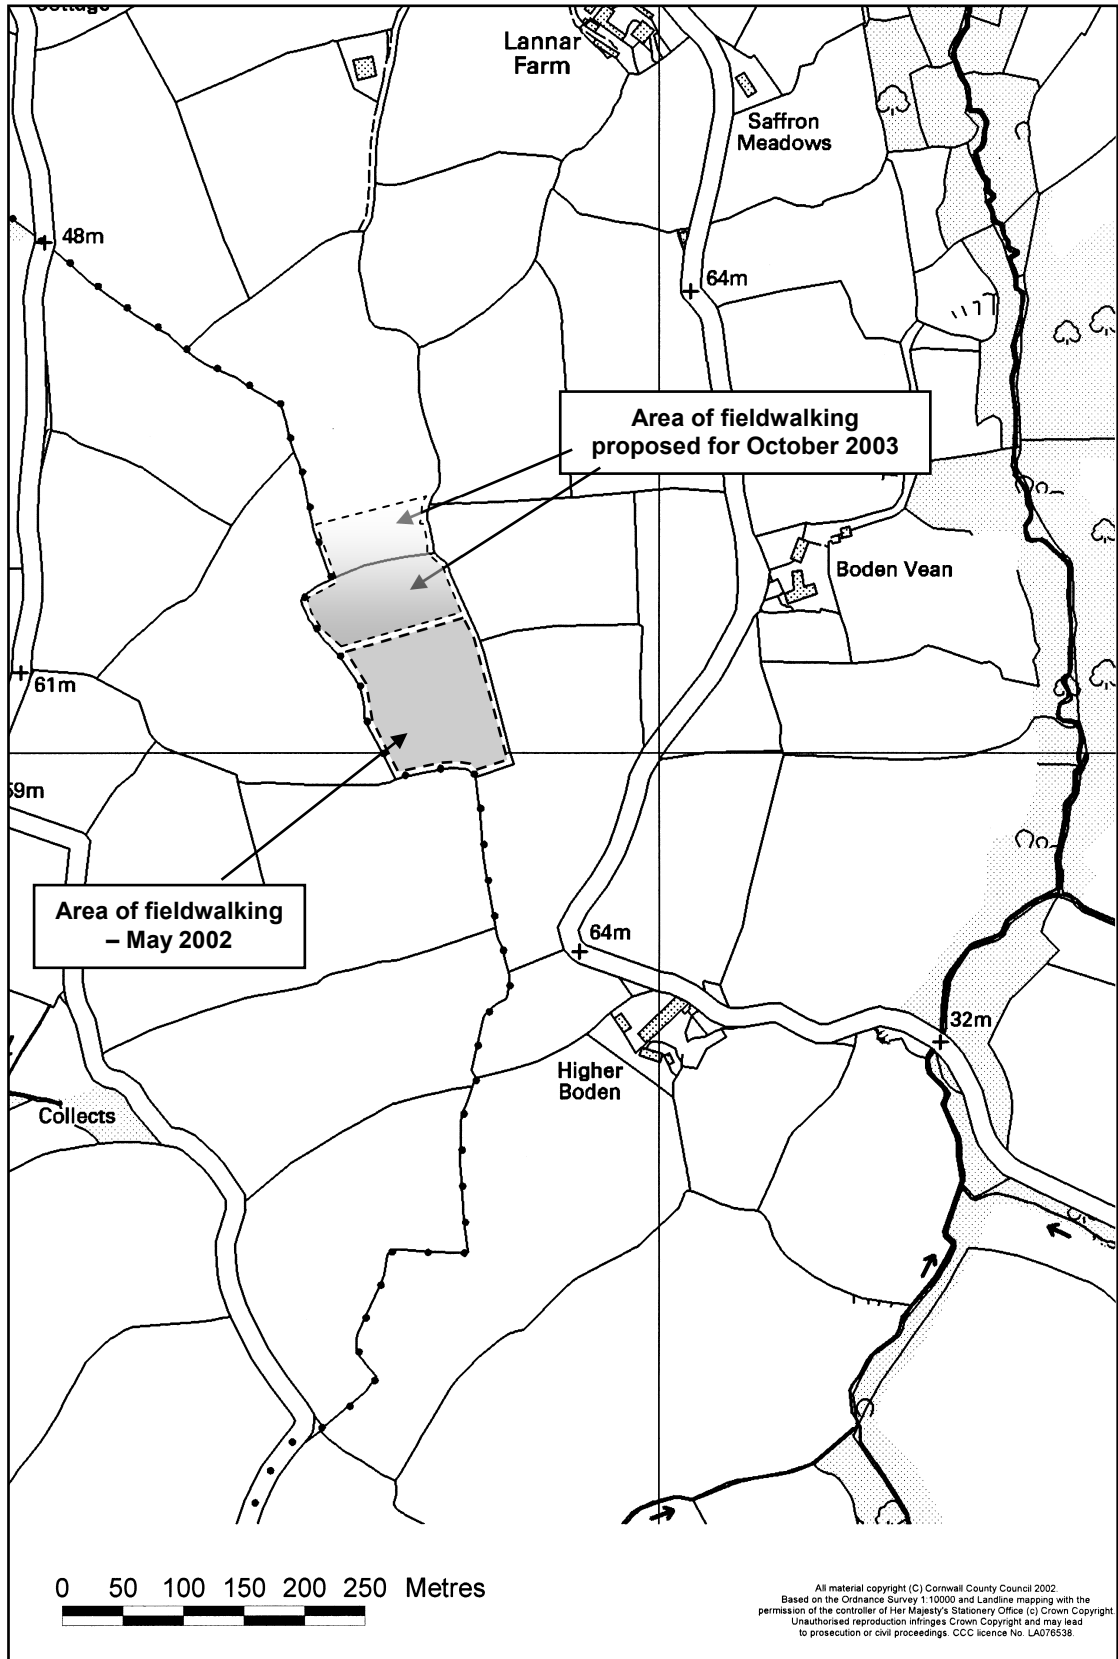 Cottage
Lannar
Farm
Saffron
Meadows
48m
64m
Area of fieldwalking
proposed for October 2003
Boden Vean
61m
59m
Area of fieldwalking
– May 2002
64m
32m
Higher
Boden
Collects
0 50 100 150 200 250 Metres
All material copyright (C) Cornwall County Council 2002.
Based on the Ordnance Survey 1:10000 and Landline mapping with the
permission of the controller of Her Majesty's Stationery Office (c) Crown Copyright.
Unauthorised reproduction infringes Crown Copyright and may lead
to prosecution or civil proceedings. CCC licence No. LA076538.